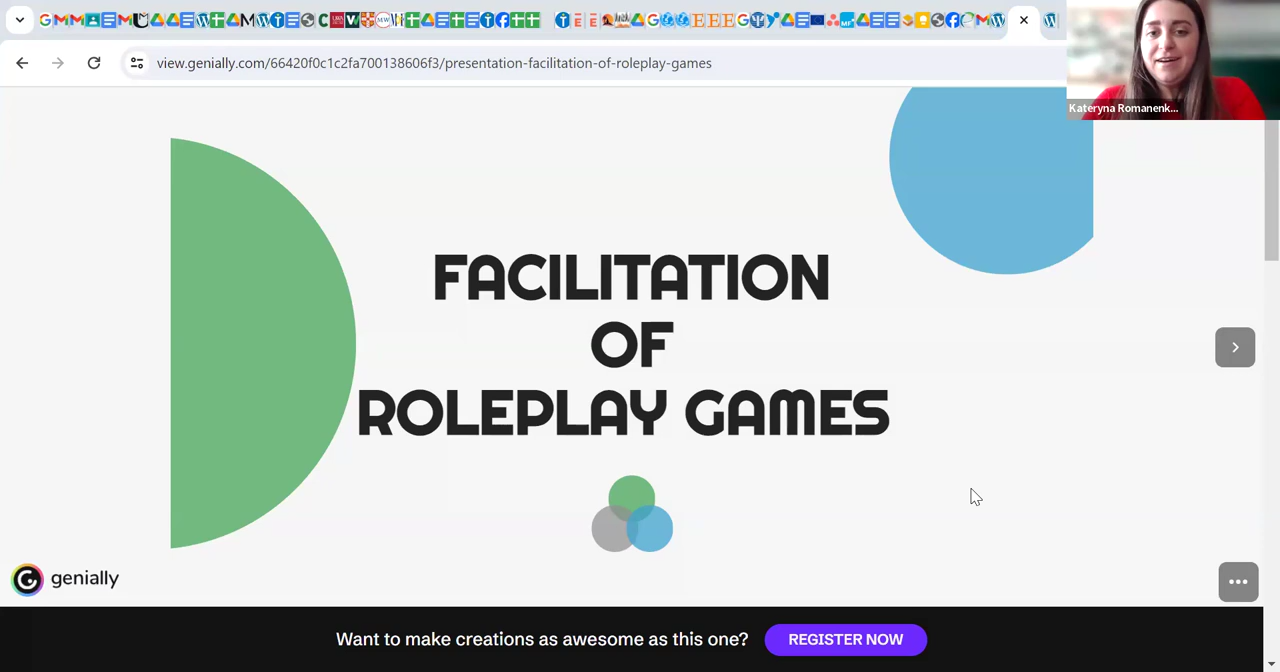 view.genially.com/66420f0c1c2fa700138606f3/presentation-facilitation-of-roleplay-games
Kateryna Romanenk...
FACILITATION
OF
ROLEPLAY GAMES
genially
Want to make creations as awesome as this one?
REGISTER NOW